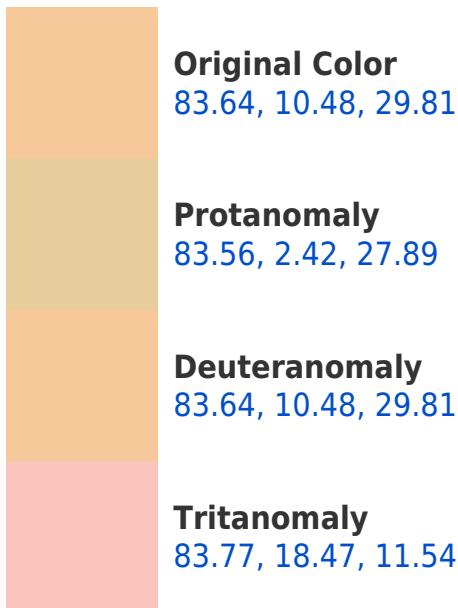 Original Color
83.64, 10.48, 29.81
Protanomaly
83.56, 2.42, 27.89
Deuteranomaly
83.64, 10.48, 29.81
Tritanomaly
83.77, 18.47, 11.54